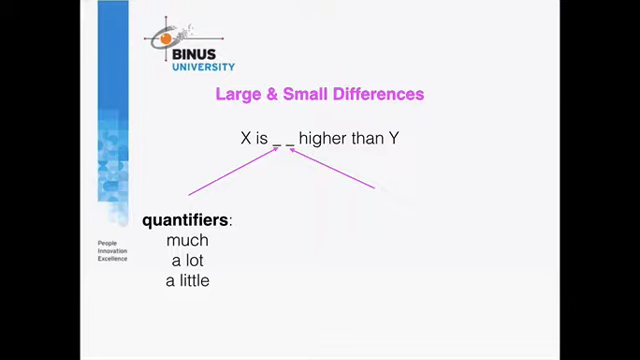 BINUS
UNIVERSITY
Large & Small Differences
X is _ _ higher than Y
quantifiers:
much
a lot
a little
People
Innovation
Excellence